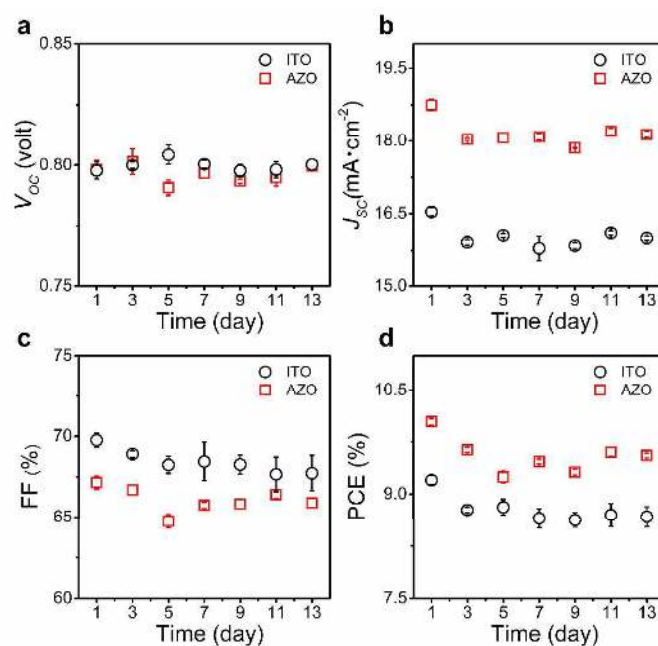 a
0.85
0.80
0.75
V_OC (volt)
ITO
AZO
1 3 5 7 9 11 13
Time (day)
b
19.5
18.0
16.5
15.0
J_SC(mA·cm⁻²)
ITO
AZO
1 3 5 7 9 11 13
Time (day)
c
75
70
65
60
FF (%)
ITO
AZO
1 3 5 7 9 11 13
Time (day)
d
10.5
9.0
7.5
PCE (%)
ITO
AZO
1 3 5 7 9 11 13
Time (day)